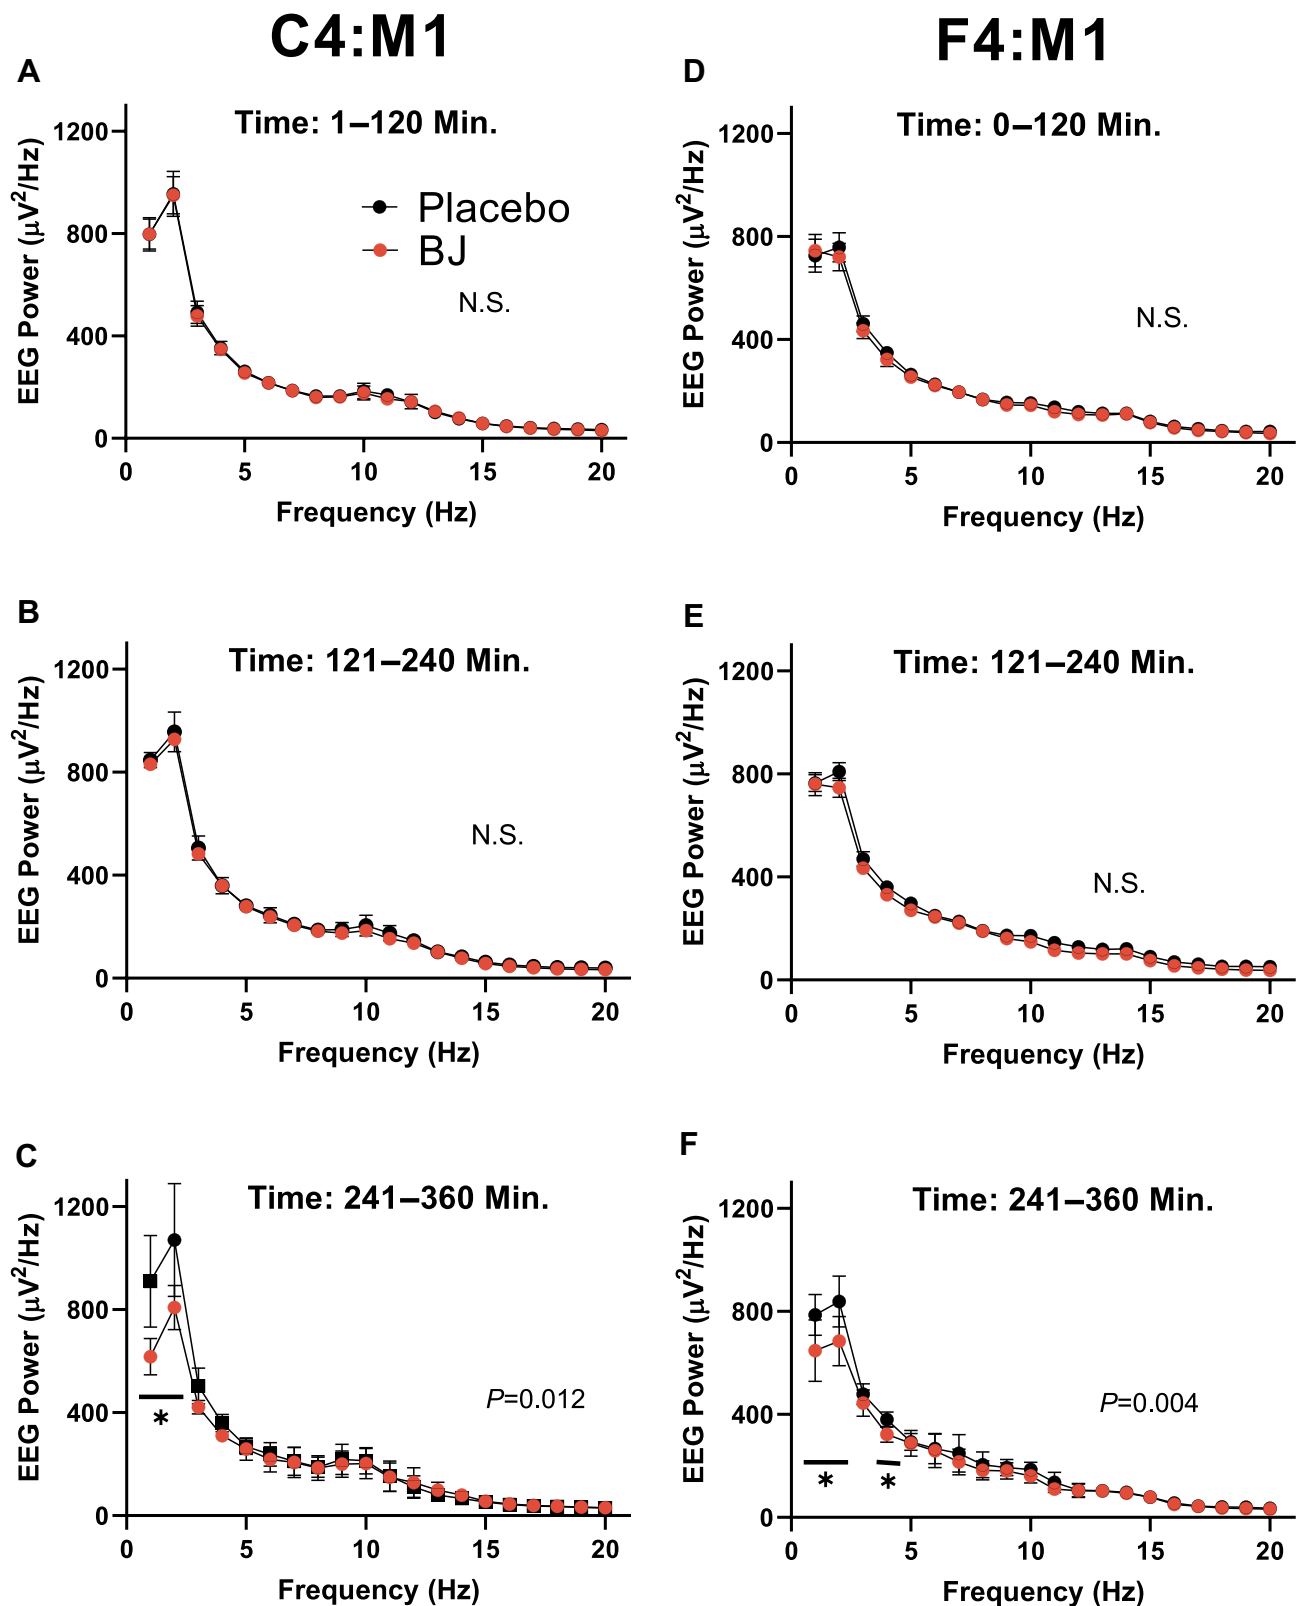 C4:M1
F4:M1
A
Time: 1–120 Min.
EEG Power (µV²/Hz)
1200
800
400
0
Placebo
BJ
N.S.
0 5 10 15 20
Frequency (Hz)
D
Time: 0–120 Min.
EEG Power (µV²/Hz)
1200
800
400
0
N.S.
0 5 10 15 20
Frequency (Hz)
B
Time: 121–240 Min.
EEG Power (µV²/Hz)
1200
800
400
0
N.S.
0 5 10 15 20
Frequency (Hz)
E
Time: 121–240 Min.
EEG Power (µV²/Hz)
1200
800
400
0
N.S.
0 5 10 15 20
Frequency (Hz)
C
Time: 241–360 Min.
EEG Power (µV²/Hz)
1200
800
400
0
*
P=0.012
0 5 10 15 20
Frequency (Hz)
F
Time: 241–360 Min.
EEG Power (µV²/Hz)
1200
800
400
0
P=0.004
* *
0 5 10 15 20
Frequency (Hz)